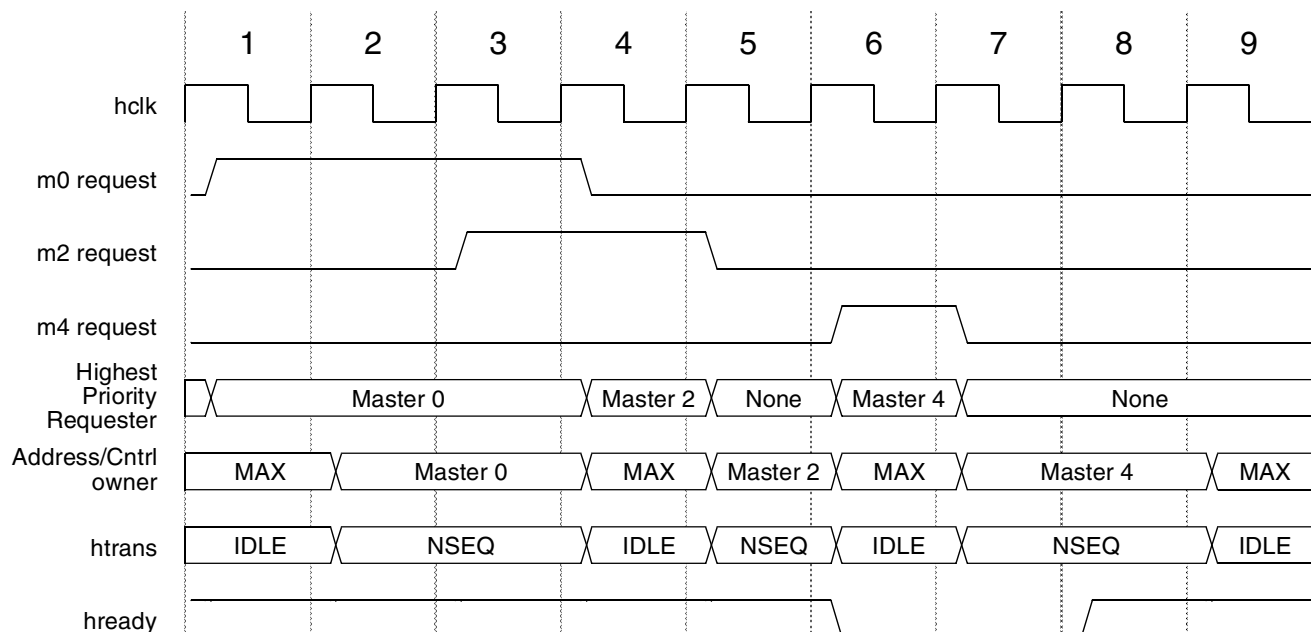 1 2 3 4 5 6 7 8 9
hclk
m0 request
m2 request
m4 request
Highest
Priority
Requester
Master 0 Master 2 None Master 4 None
Address/Cntrl
owner
MAX Master 0 MAX Master 2 MAX Master 4 MAX
htrans IDLE NSEQ IDLE NSEQ IDLE NSEQ IDLE
hready